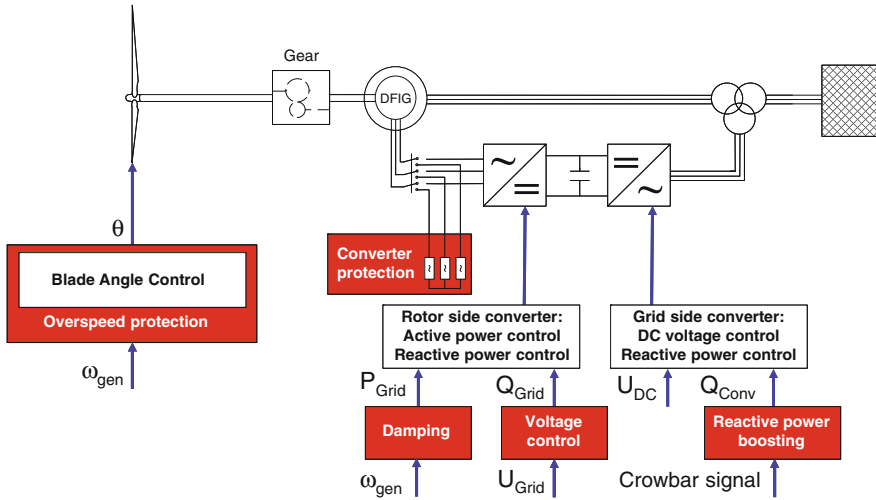 Gear
DFIG
θ
Blade Angle Control
Overspeed protection
ωgen
Converter
protection
~
=
=
~
~ ~ ~
Rotor side converter:
Active power control
Reactive power control
Grid side converter:
DC voltage control
Reactive power control
PGrid
QGrid
UDC
QConv
Damping
Voltage
control
Reactive power
boosting
ωgen
UGrid
Crowbar signal